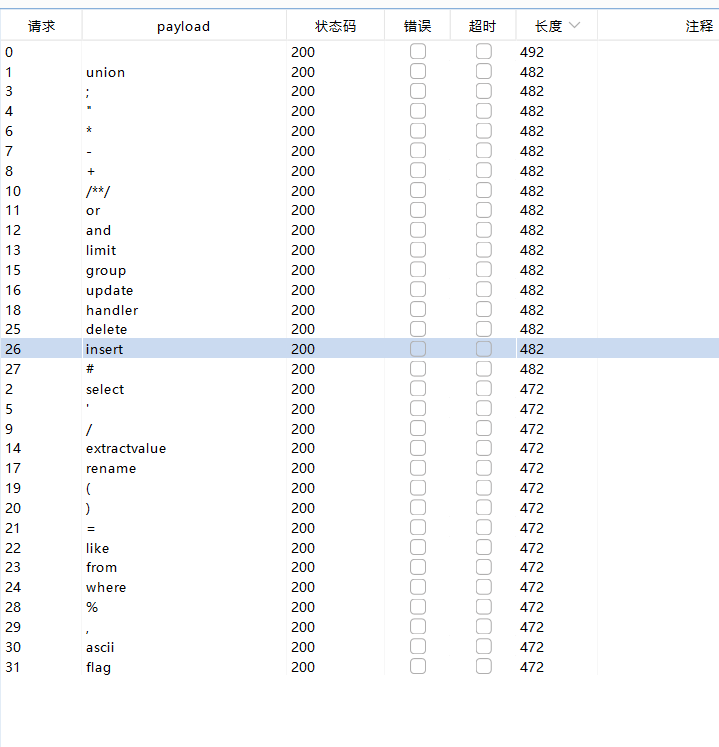 请求 payload 状态码 错误 超时 长度 注释
0 200 492
1 union 200 482
3 ; 200 482
4 " 200 482
6 * 200 482
7 - 200 482
8 + 200 482
10 /**/ 200 482
11 or 200 482
12 and 200 482
13 limit 200 482
15 group 200 482
16 update 200 482
18 handler 200 482
25 delete 200 482
26 insert 200 482
27 # 200 482
2 select 200 472
5 ' 200 472
9 / 200 472
14 extractvalue 200 472
17 rename 200 472
19 ( 200 472
20 ) 200 472
21 = 200 472
22 like 200 472
23 from 200 472
24 where 200 472
28 % 200 472
29 , 200 472
30 ascii 200 472
31 flag 200 472